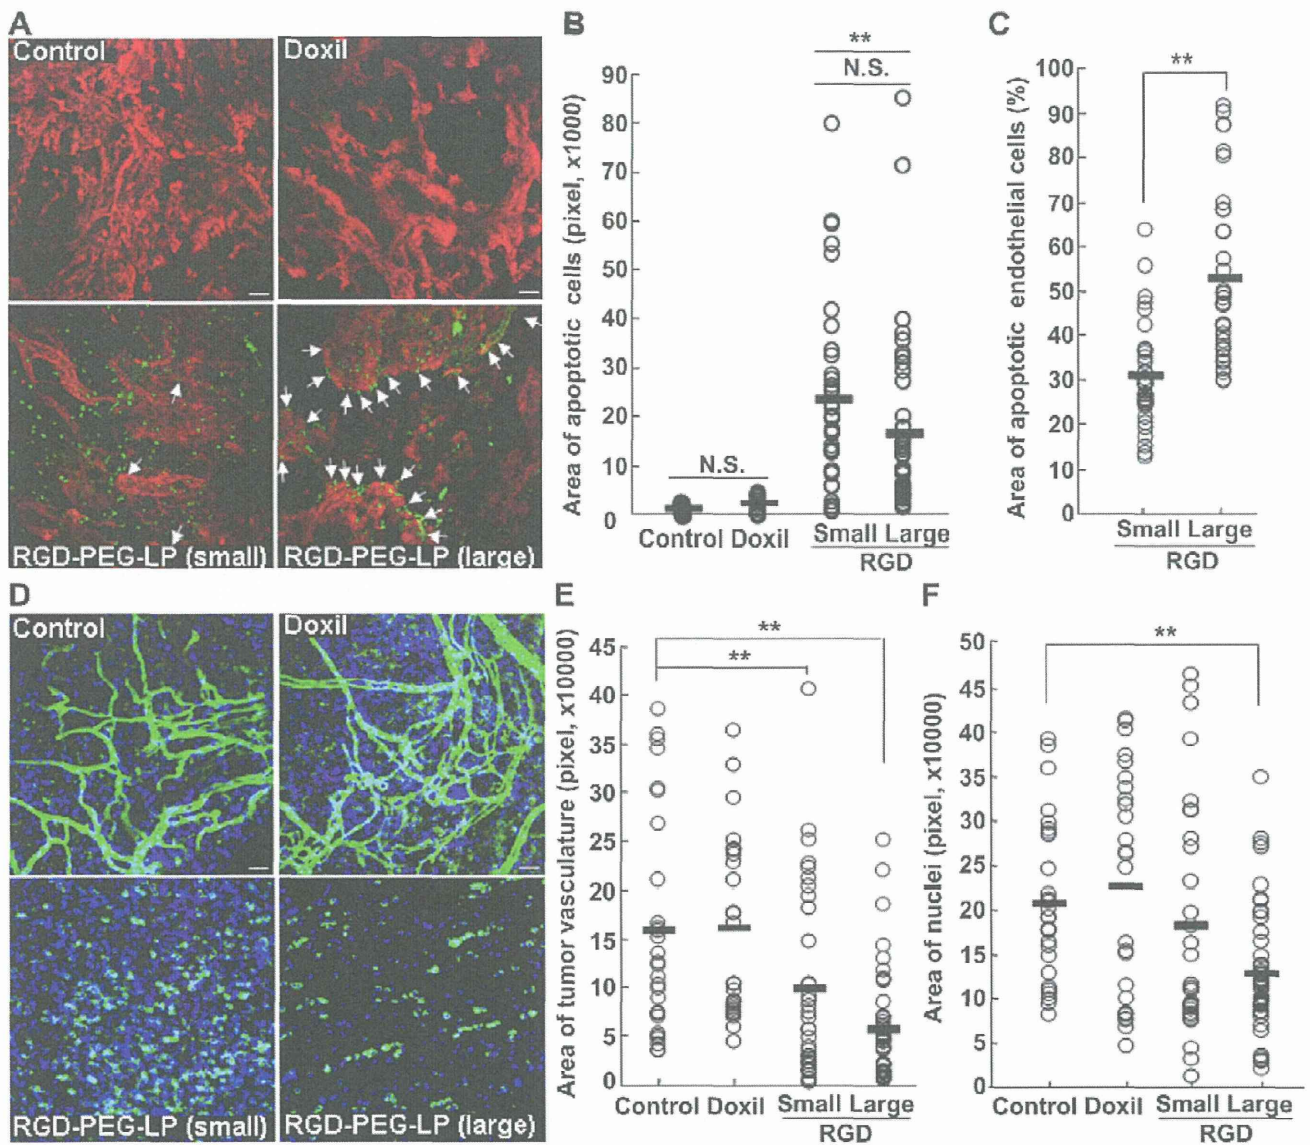 A
Control
Doxil
RGD-PEG-LP (small)
RGD-PEG-LP (large)
B
**
N.S.
Area of apoptotic cells (pixel, x1000)
90
80
70
60
50
40
30
20
10
0
N.S.
Control Doxil Small Large
RGD
C
**
Area of apoptotic endothelial cells (%)
100
90
80
70
60
50
40
30
20
10
0
Small Large
RGD
D
Control
Doxil
RGD-PEG-LP (small)
RGD-PEG-LP (large)
E
**
**
Area of tumor vasculature (pixel, x10000)
45
40
35
30
25
20
15
10
5
0
Control Doxil Small Large
RGD
F
**
Area of nuclei (pixel, x10000)
50
45
40
35
30
25
20
15
10
5
0
Control Doxil Small Large
RGD